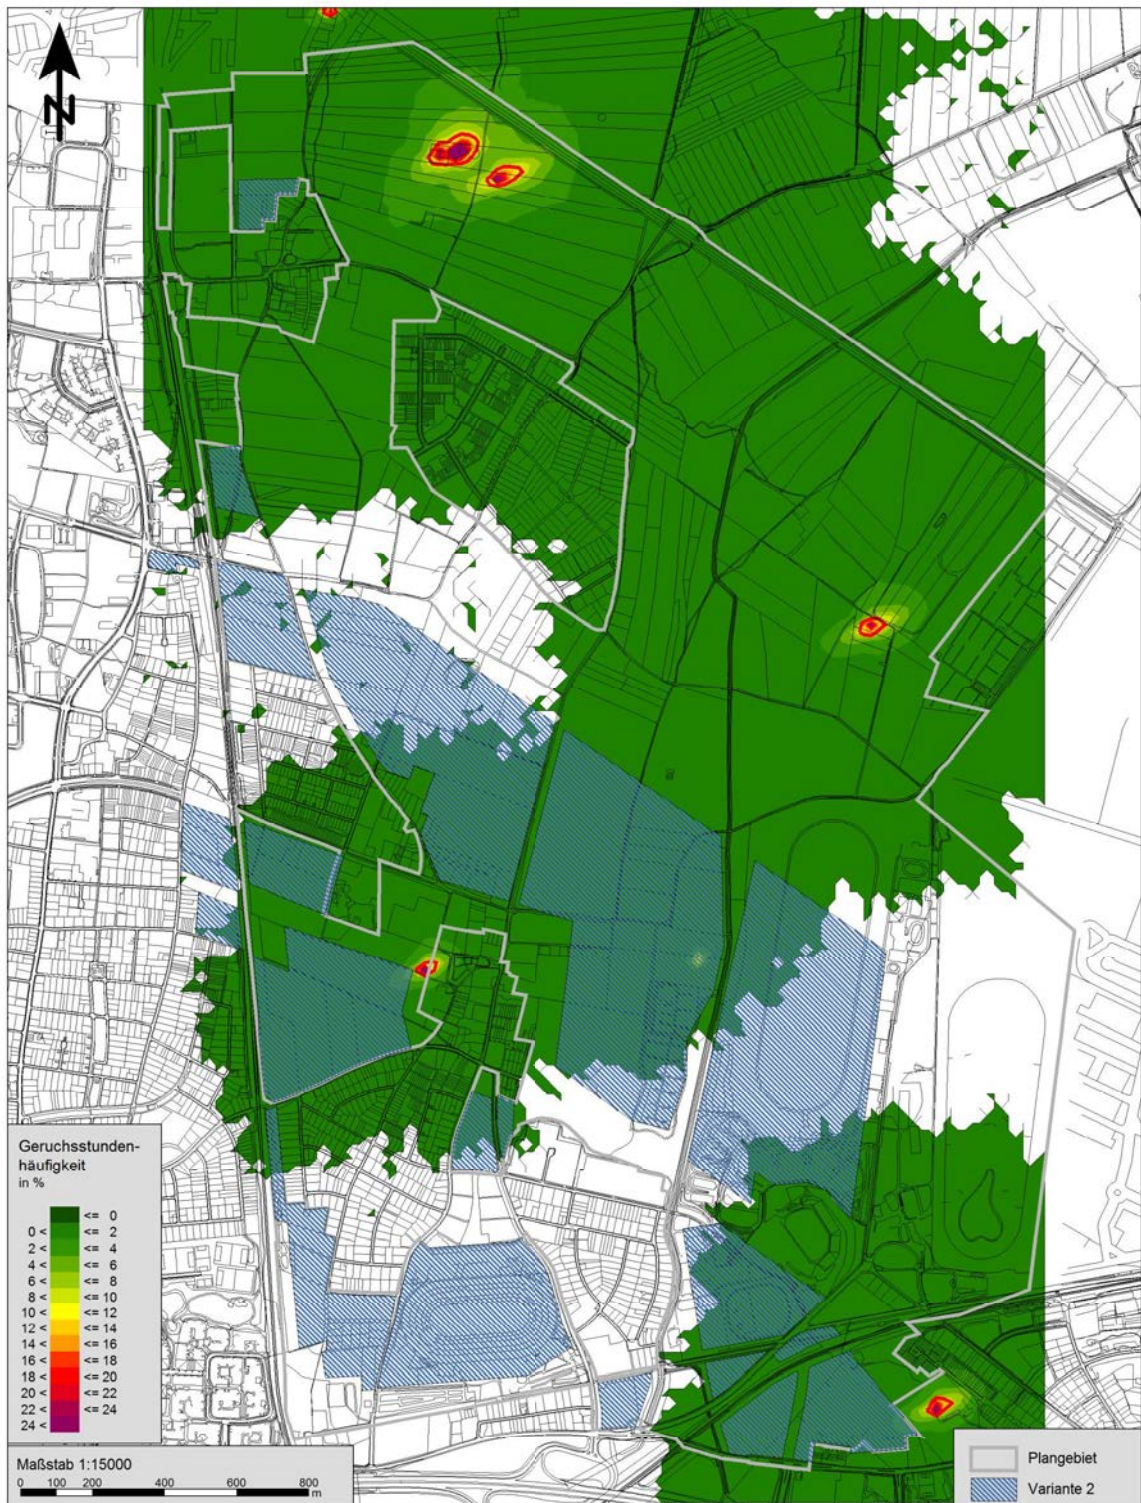 N
Geruchsstunden-
häufigkeit
in %
<= 0
0 < <= 2
2 < <= 4
4 < <= 6
6 < <= 8
8 < <= 10
10 < <= 12
12 < <= 14
14 < <= 16
16 < <= 18
18 < <= 20
20 < <= 22
22 < <= 24
24 <
Maßstab 1:15000
0 200 400 600 800
m
Plangebiet
Variante 2